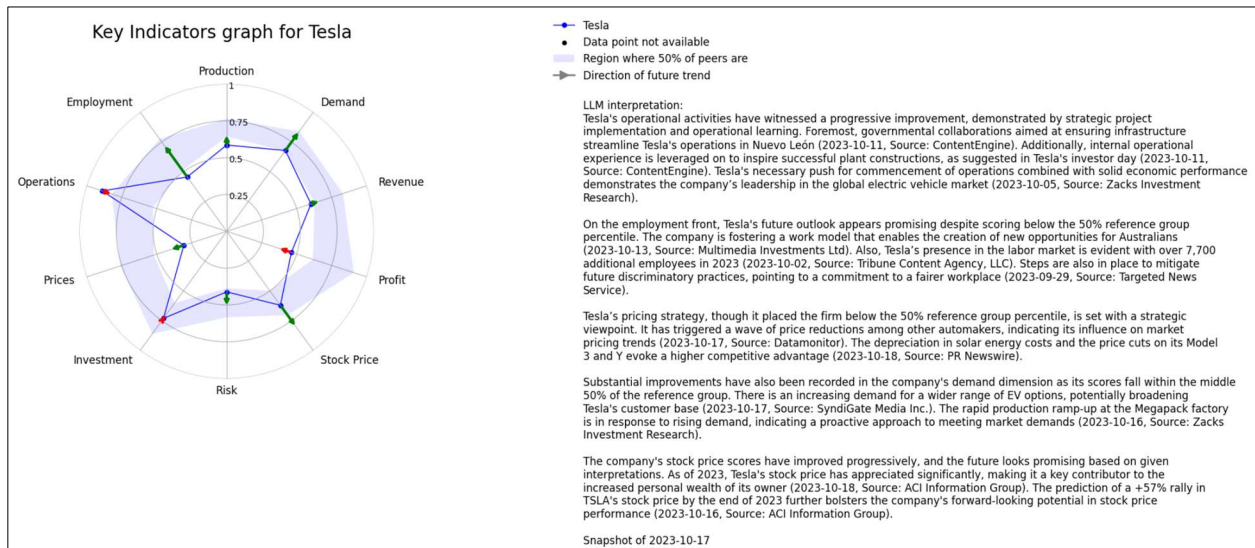 Key Indicators graph for Tesla
Tesla
Data point not available
Region where 50% of peers are
Direction of future trend
Production
1
Employment
Demand
0.75
0.5
Operations
Revenue
0.25
Prices
Profit
Investment
Stock Price
Risk
LLM interpretation:
Tesla's operational activities have witnessed a progressive improvement, demonstrated by strategic project
implementation and operational learning. Foremost, governmental collaborations aimed at ensuring infrastructure
streamline Tesla's operations in Nuevo León (2023-10-11, Source: ContentEngine). Additionally, internal operational
experience is leveraged on to inspire successful plant constructions, as suggested in Tesla's investor day (2023-10-11,
Source: ContentEngine). Tesla's necessary push for commencement of operations combined with solid economic performance
demonstrates the company's leadership in the global electric vehicle market (2023-10-05, Source: Zacks Investment
Research).
On the employment front, Tesla's future outlook appears promising despite scoring below the 50% reference group
percentile. The company is fostering a work model that enables the creation of new opportunities for Australians
(2023-10-13, Source: Multimedia Investments Ltd). Also, Tesla's presence in the labor market is evident with over 7,700
additional employees in 2023 (2023-10-02, Source: Tribune Content Agency, LLC). Steps are also in place to mitigate
future discriminatory practices, pointing to a commitment to a fairer workplace (2023-09-29, Source: Targeted News
Service).
Tesla's pricing strategy, though it placed the firm below the 50% reference group percentile, is set with a strategic
viewpoint. It has triggered a wave of price reductions among other automakers, indicating its influence on market
pricing trends (2023-10-17, Source: Datamonitor). The depreciation in solar energy costs and the price cuts on its Model
3 and Y evoke a higher competitive advantage (2023-10-18, Source: PR Newswire).
Substantial improvements have also been recorded in the company's demand dimension as its scores fall within the middle
50% of the reference group. There is an increasing demand for a wider range of EV options, potentially broadening
Tesla's customer base (2023-10-17, Source: SyndiGate Media Inc.). The rapid production ramp-up at the Megapack factory
is in response to rising demand, indicating a proactive approach to meeting market demands (2023-10-16, Source: Zacks
Investment Research).
The company's stock price scores have improved progressively, and the future looks promising based on given
interpretations. As of 2023, Tesla's stock price has appreciated significantly, making it a key contributor to the
increased personal wealth of its owner (2023-10-18, Source: ACI Information Group). The prediction of a +57% rally in
TSLA's stock price by the end of 2023 further bolsters the company's forward-looking potential in stock price
performance (2023-10-16, Source: ACI Information Group).
Snapshot of 2023-10-17